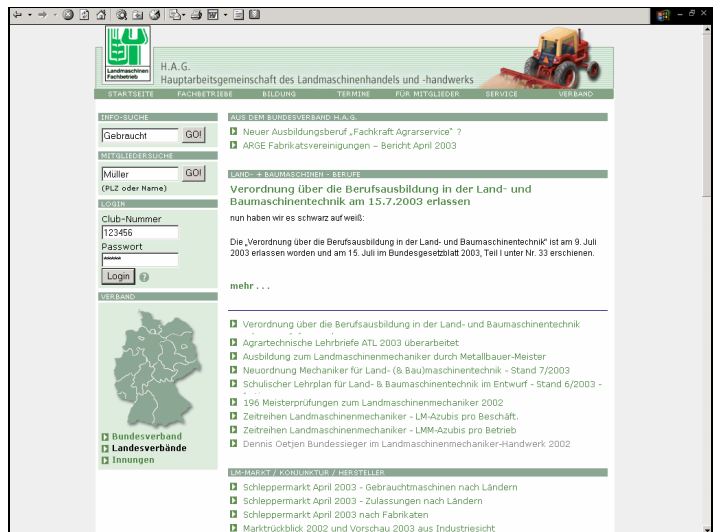 Landmaschinen
Fachbetrieb
H.A.G.
Hauptarbeitsgemeinschaft des Landmaschinenhandels und -handwerks
STARTSEITE FACHBETRIEBE BILDUNG TERMINE FÜR MITGLIEDER SERVICE VERBAND
INFO-SUCHE
Gebraucht GO!
MITGLIEDERSUCHE
Müller GO!
(PLZ oder Name)
LOGIN
Club-Nummer
123456
Passwort
*****
Login ?
VERBAND
Bundesverband
Landesverbände
Innungen
AUS DEM BUNDESVERBAND H.A.G.
Neuer Ausbildungsberuf „Fachkraft Agrarservice" ?
ARGE Fabrikatsvereinigungen – Bericht April 2003
LAND- + BAUMASCHINEN - BERUFE
Verordnung über die Berufsausbildung in der Land- und
Baumaschinentechnik am 15.7.2003 erlassen
nun haben wir es schwarz auf weiß:
Die „Verordnung über die Berufsausbildung in der Land- und Baumaschinentechnik" ist am 9. Juli
2003 erlassen worden und am 15. Juli im Bundesgesetzblatt 2003, Teil I unter Nr. 33 erschienen.
mehr . . .
Verordnung über die Berufsausbildung in der Land- und Baumaschinentechnik
Agrartechnische Lehrbriefe ATL 2003 überarbeitet
Ausbildung zum Landmaschinenmechaniker durch Metallbauer-Meister
Neuordnung Mechaniker für Land- (& Bau)maschinentechnik - Stand 7/2003
Schulischer Lehrplan für Land- & Baumaschinentechnik im Entwurf - Stand 6/2003 -
196 Meisterprüfungen zum Landmaschinenmechaniker 2002
Zeitreihen Landmaschinenmechaniker - LM-Azubis pro Beschäft.
Zeitreihen Landmaschinenmechaniker - LMM-Azubis pro Betrieb
Dennis Oetjen Bundessieger im Landmaschinenmechaniker-Handwerk 2002
LM-MARKT / KONJUNKTUR / HERSTELLER
Schleppermarkt April 2003 - Gebrauchtmaschinen nach Ländern
Schleppermarkt April 2003 - Zulassungen nach Ländern
Schleppermarkt April 2003 nach Fabrikaten
Marktrückblick 2002 und Vorschau 2003 aus Industriesicht